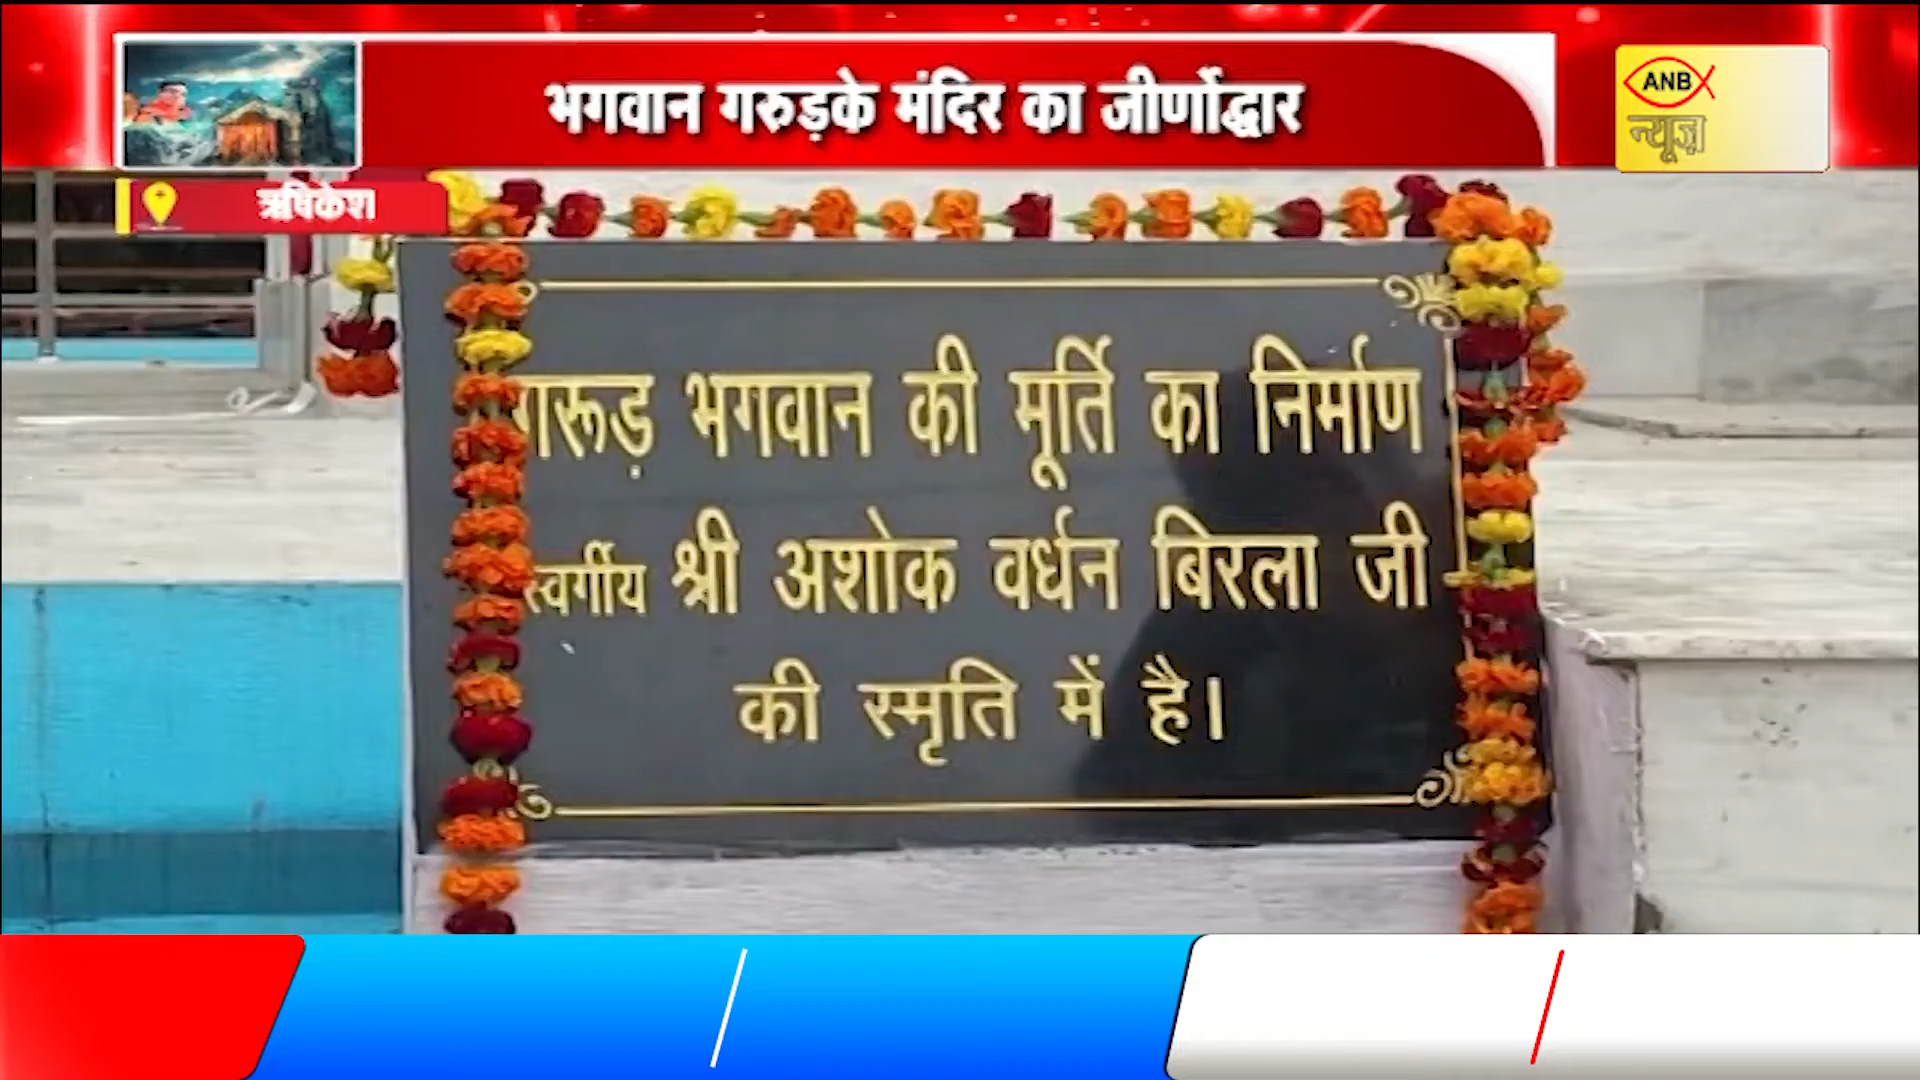 भगवान गरुड़के मंदिर का जीर्णोद्धार
ANB
न्यूज़
ऋषिकेश
गरूड़ भगवान की मूर्ति का निर्माण
स्वर्गीय श्री अशोक वर्धन बिरला जी
की स्मृति में है।